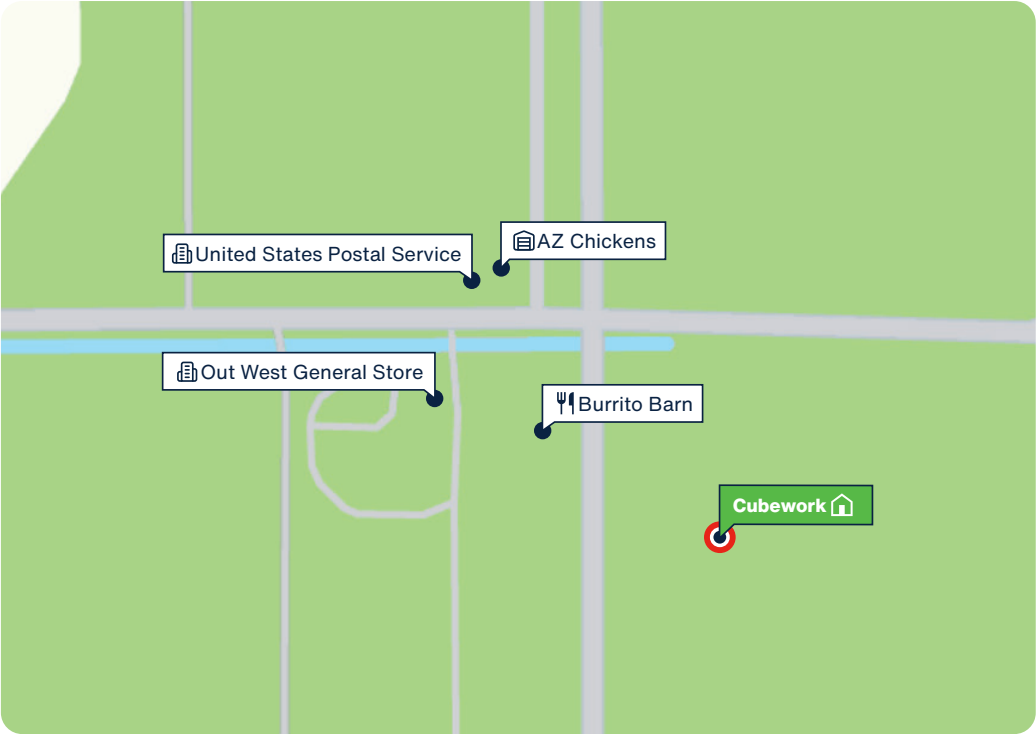 AZ Chickens
United States Postal Service
Out West General Store
Burrito Barn
Cubework